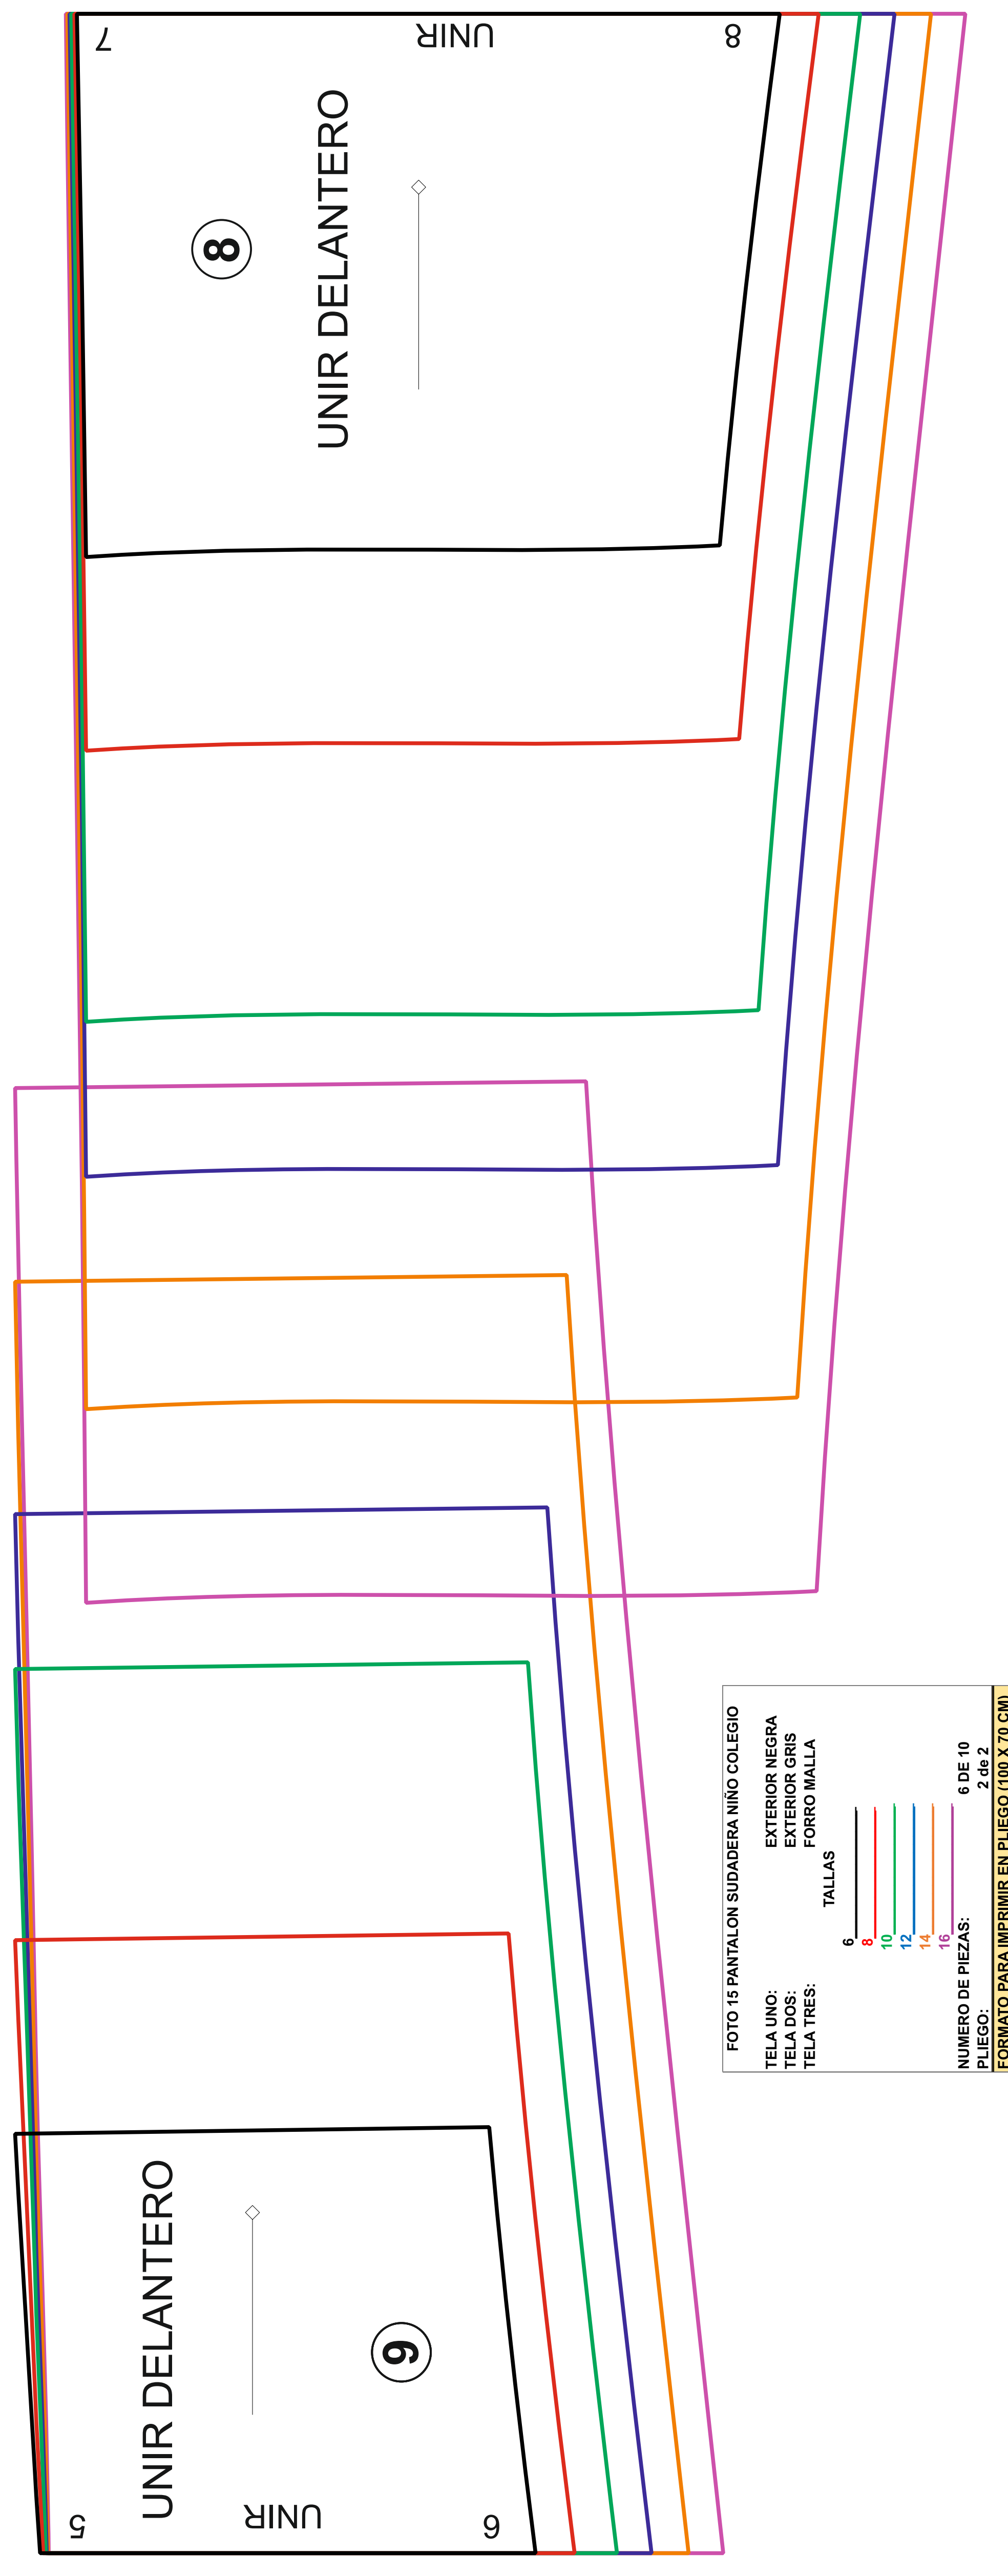 7
UNIR
8
8
UNIR DELANTERO
FOTO 15 PANTALON SUDADERA NIÑO COLEGIO
TELA UNO: EXTERIOR NEGRA
TELA DOS: EXTERIOR GRIS
TELA TRES: FORRO MALLA
TALLAS
6
8
10
12
14
16
NUMERO DE PIEZAS: 6 DE 10
PLIEGO: 2 de 2
FORMATO PARA IMPRIMIR EN PLIEGO (100 X 70 CM)
UNIR DELANTERO
9
5
UNIR
6